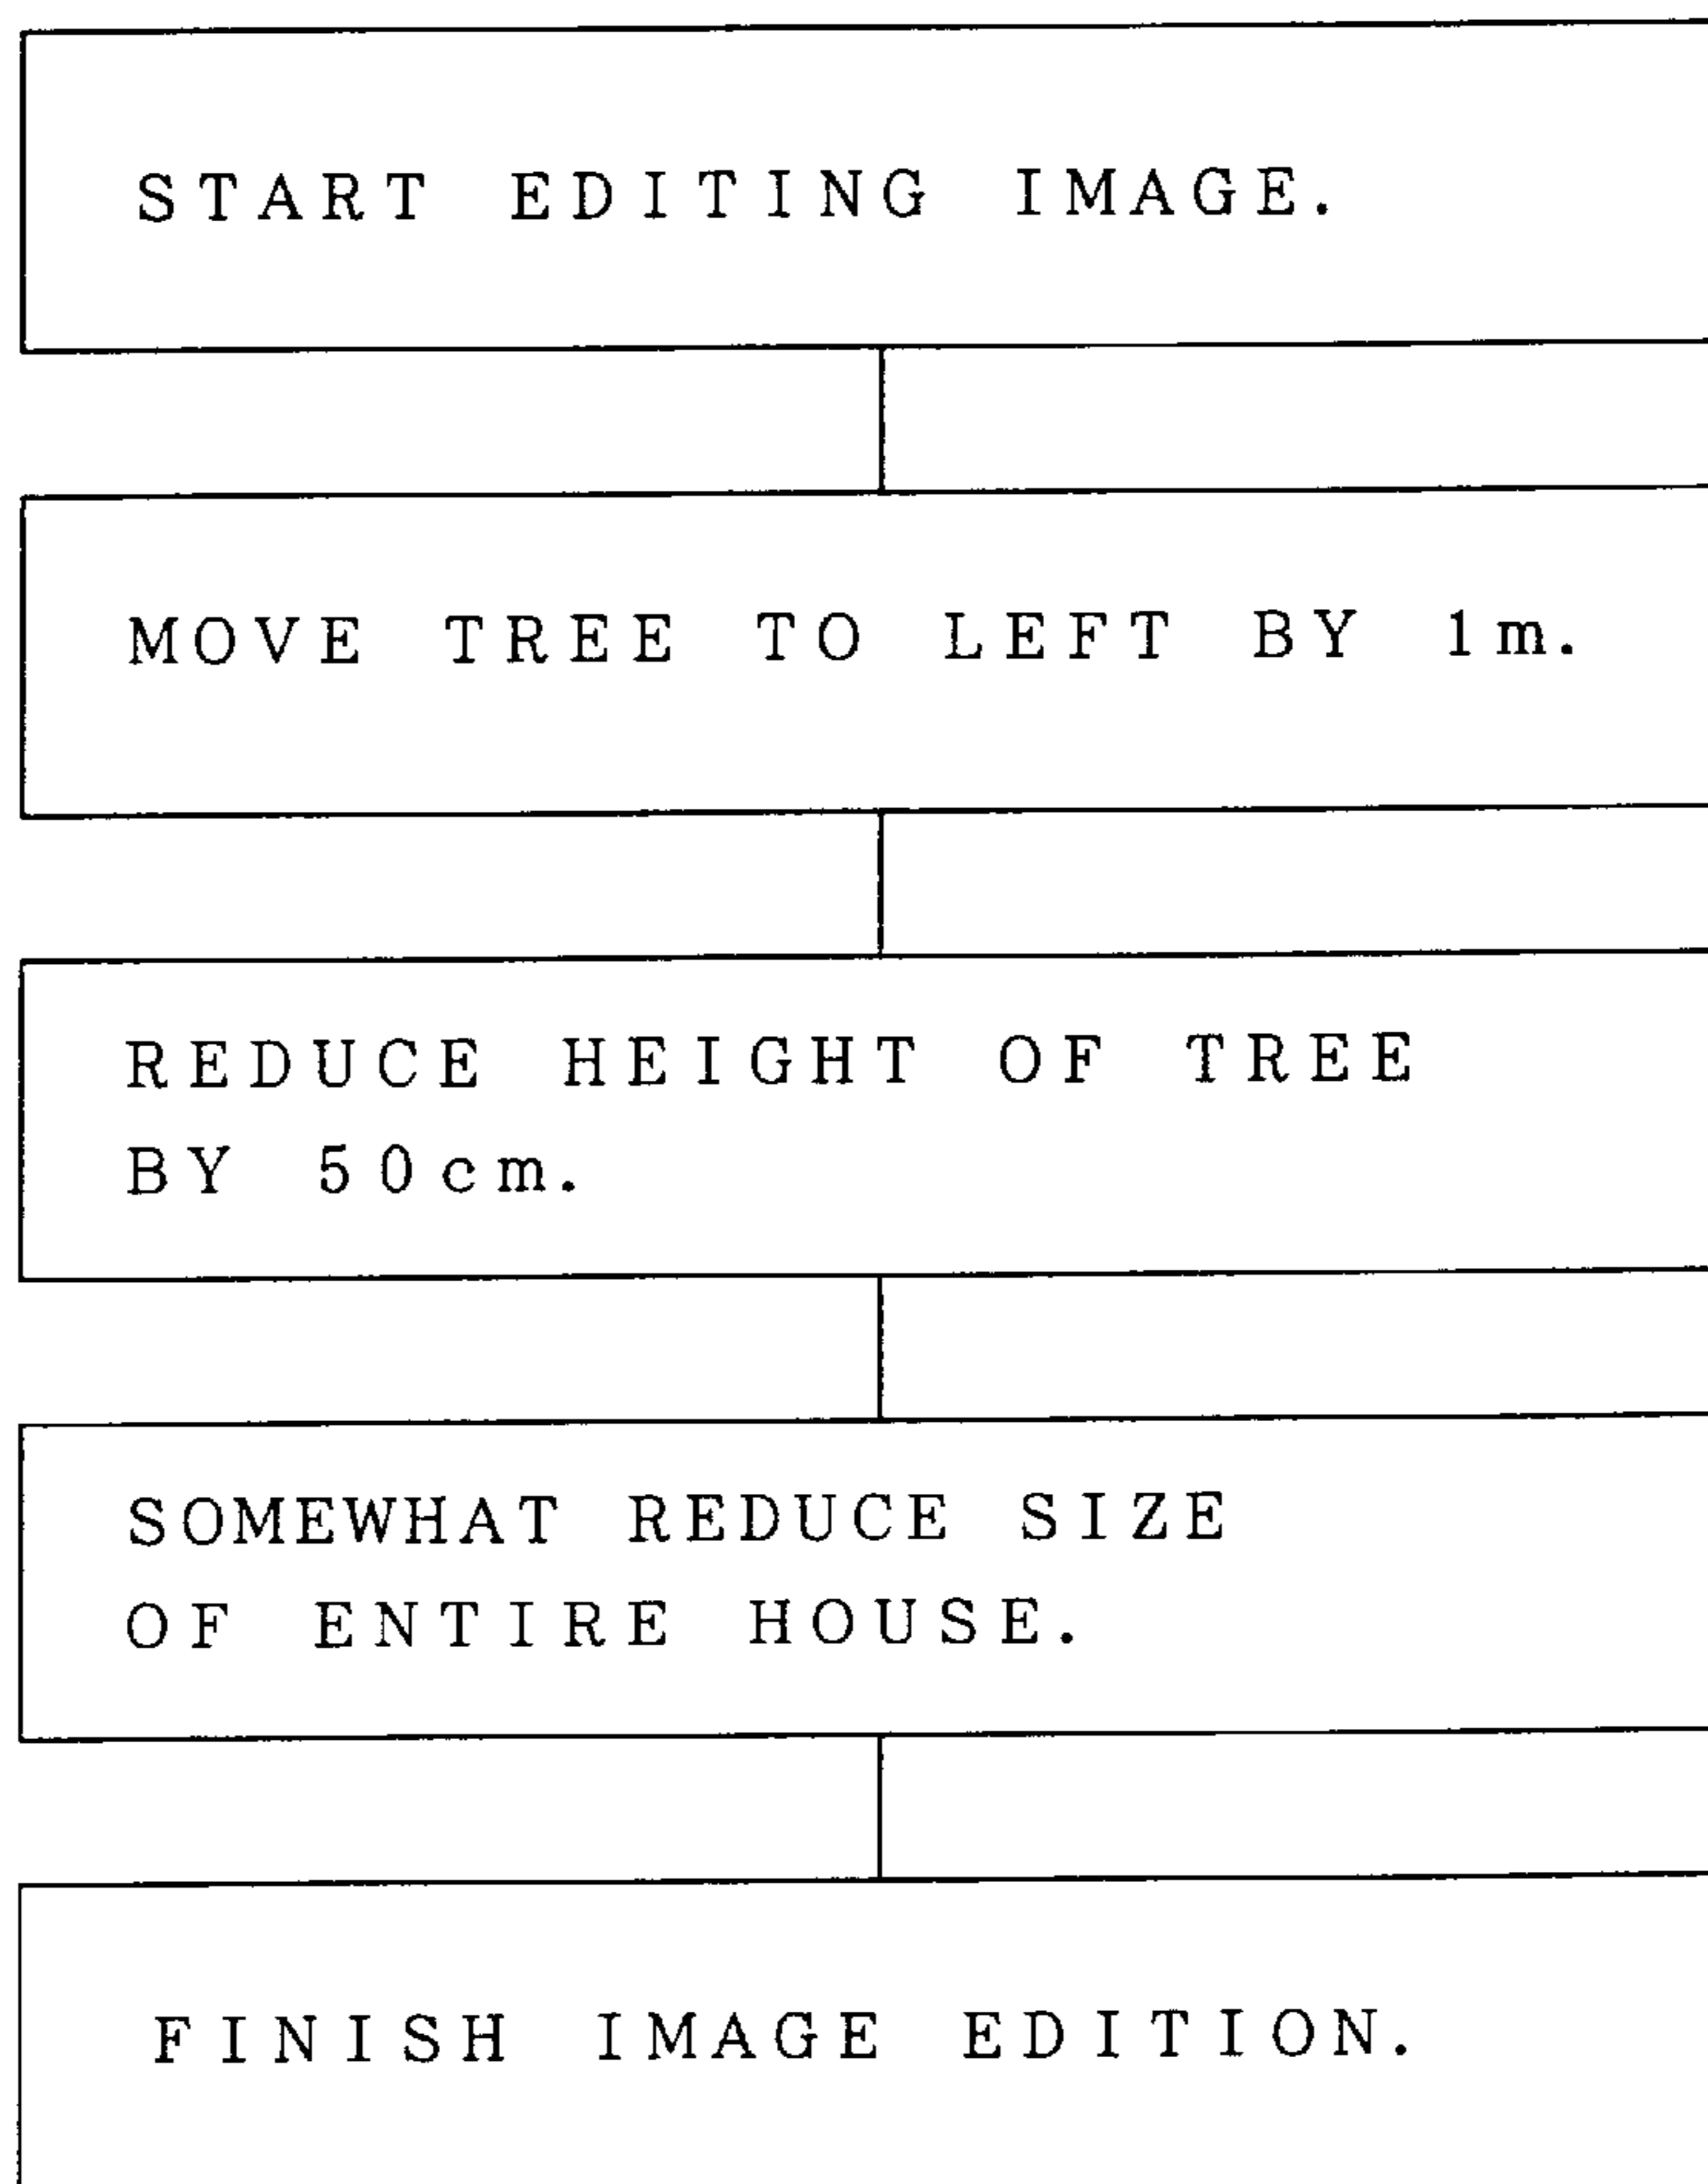 START EDITING IMAGE.
MOVE TREE TO LEFT BY 1m.
REDUCE HEIGHT OF TREE
BY 50cm.
SOMEWHAT REDUCE SIZE
OF ENTIRE HOUSE.
FINISH IMAGE EDITION.